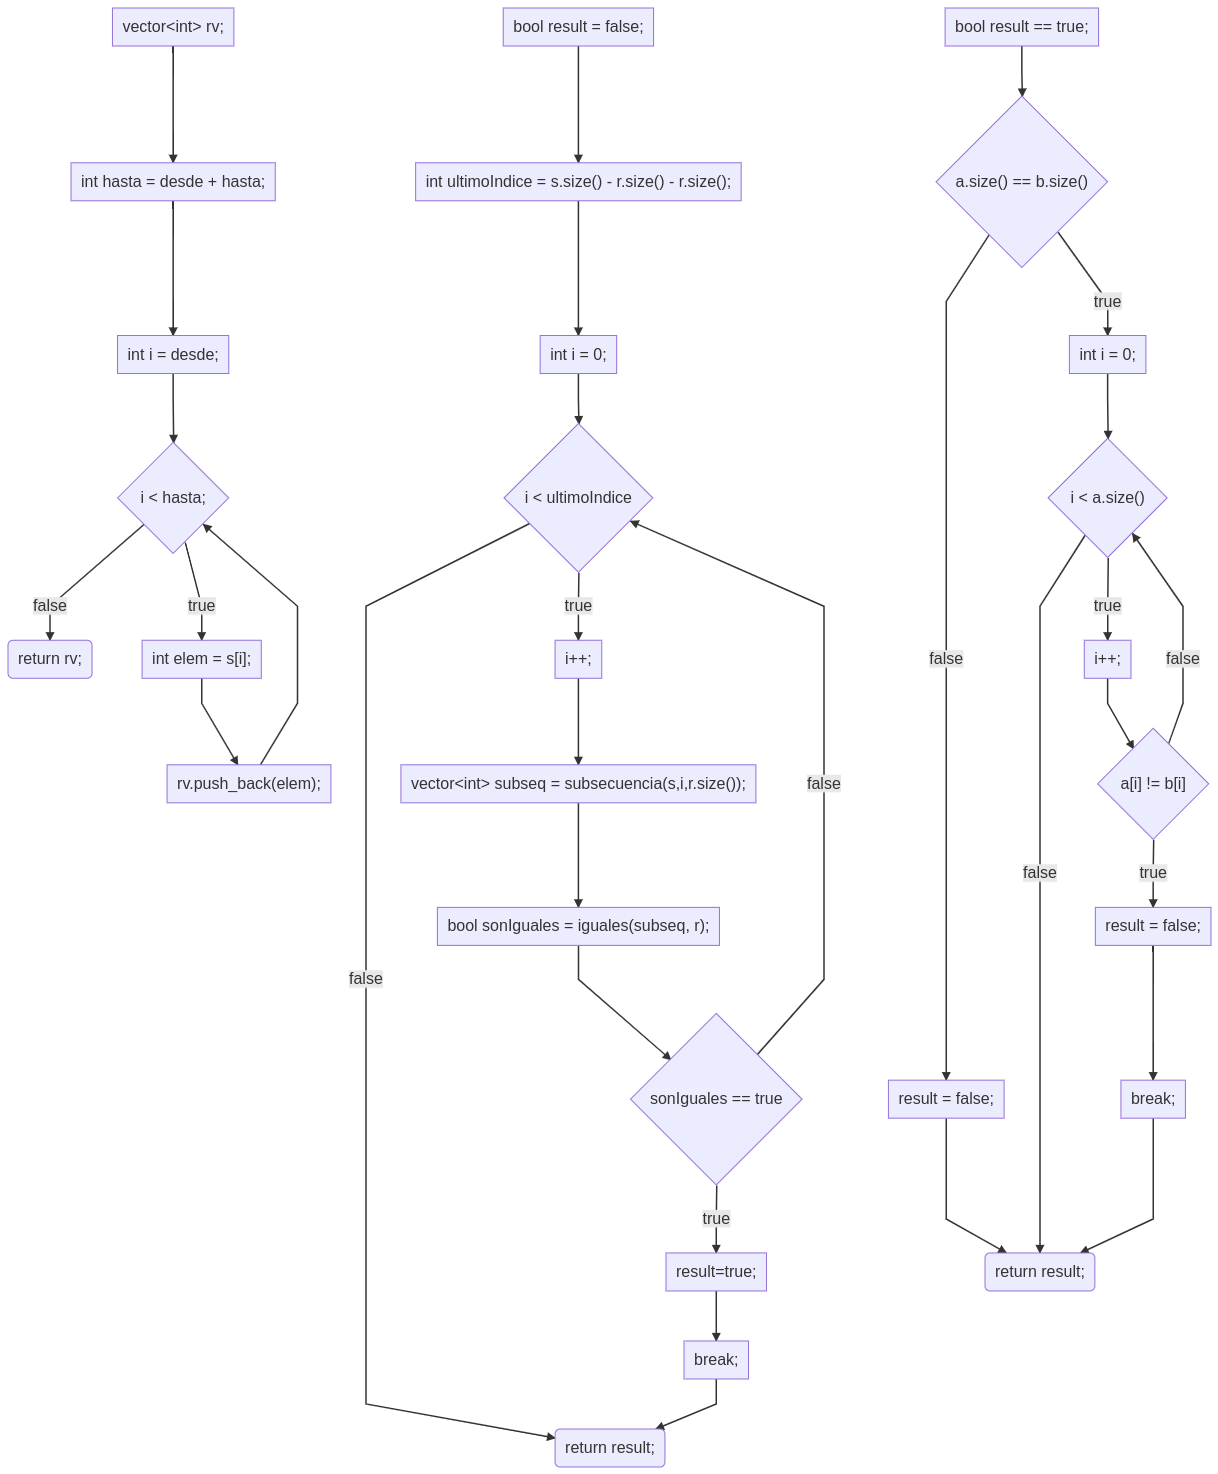 vector<int> rv;
int hasta = desde + hasta;
int i = desde;
i < hasta;
false
true
return rv;
int elem = s[i];
rv.push_back(elem);
bool result = false;
int ultimoIndice = s.size() - r.size() - r.size();
int i = 0;
i < ultimoIndice
true
i++;
vector<int> subseq = subsecuencia(s,i,r.size());
false
bool sonIguales = iguales(subseq, r);
false
sonIguales == true
true
result=true;
break;
return result;
bool result == true;
a.size() == b.size()
true
int i = 0;
i < a.size()
true
false
i++;
false
a[i] != b[i]
false
true
result = false;
result = false;
break;
return result;